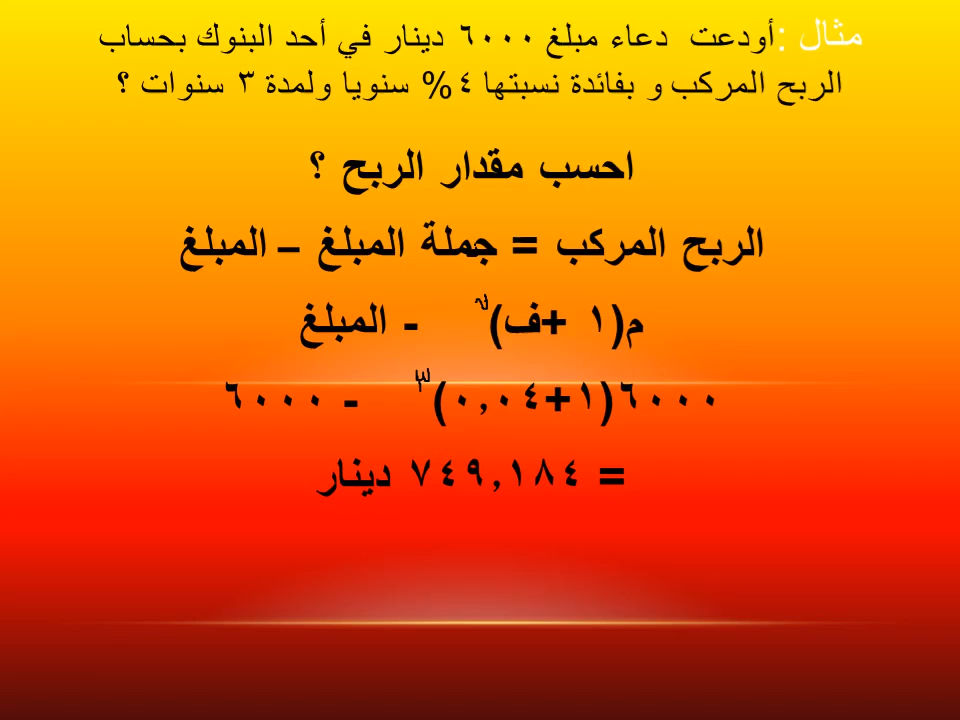 مثال :أودعت دعاء مبلغ ٦٠٠٠ دينار في أحد البنوك بحساب
الربح المركب و بفائدة نسبتها ٤% سنويا ولمدة ٣ سنوات ؟
احسب مقدار الربح ؟
الربح المركب = جملة المبلغ – المبلغ
م(١ +ف)ن - المبلغ
٦٠٠٠(١+٠,٠٤)٣ - ٦٠٠٠
= ٧٤٩,١٨٤ دينار